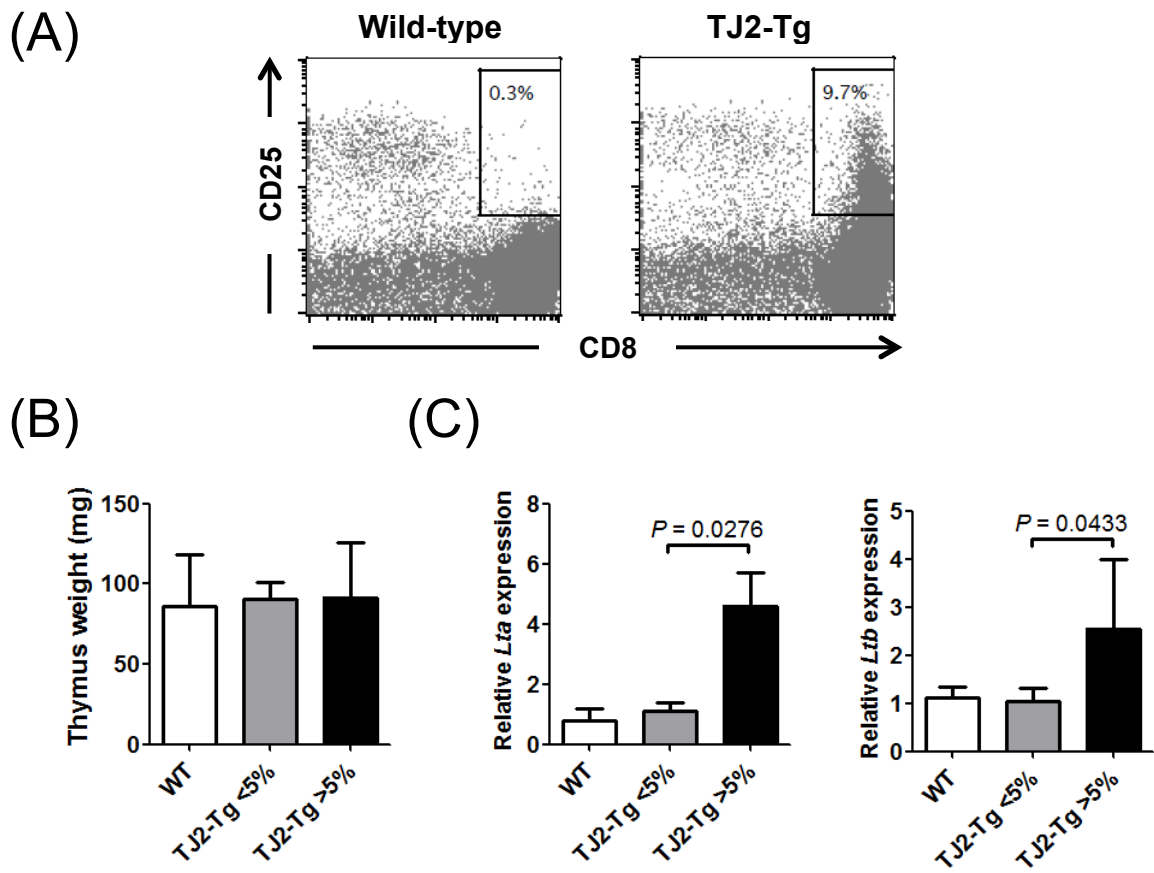 (A)
Wild-type
TJ2-Tg
0.3%
9.7%
CD25
CD8
(B)
(C)
Thymus weight (mg)
150
100
50
0
WT
TJ2-Tg <5%
TJ2-Tg >5%
Relative Lta expression
8
6
4
2
0
P = 0.0276
WT
TJ2-Tg <5%
TJ2-Tg >5%
Relative Ltb expression
5
4
3
2
1
0
P = 0.0433
WT
TJ2-Tg <5%
TJ2-Tg >5%